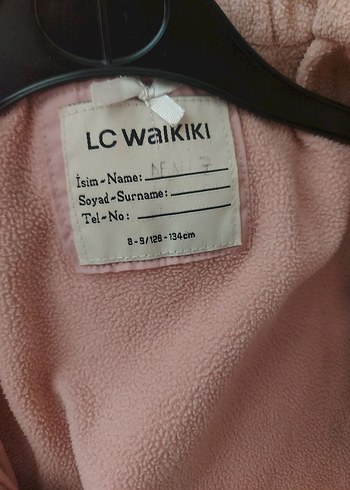 LC WAIKIKI
İsim-Name:
Soyad-Surname:
Tel-No:
8-9/128-134cm